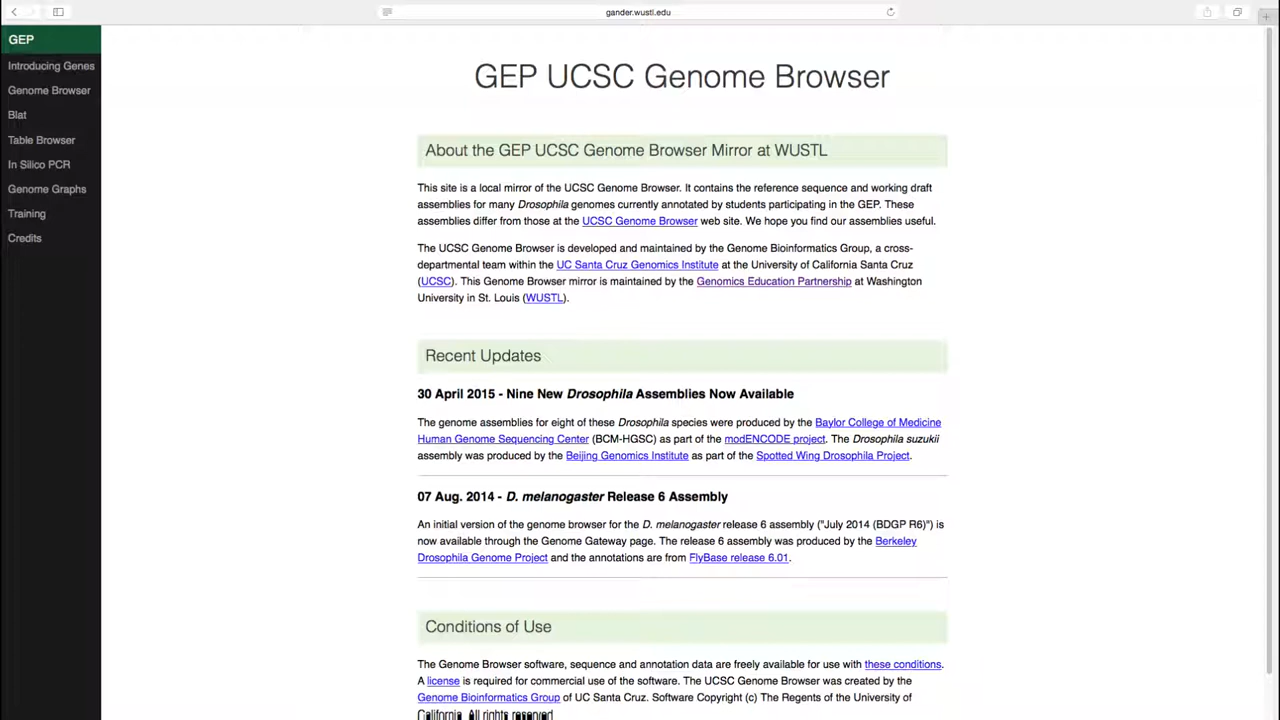 gander.wustl.edu
GEP
Introducing Genes
Genome Browser
Blat
Table Browser
In Silico PCR
Genome Graphs
Training
Credits
GEP UCSC Genome Browser
About the GEP UCSC Genome Browser Mirror at WUSTL
This site is a local mirror of the UCSC Genome Browser. It contains the reference sequence and working draft
assemblies for many Drosophila genomes currently annotated by students participating in the GEP. These
assemblies differ from those at the UCSC Genome Browser web site. We hope you find our assemblies useful.
The UCSC Genome Browser is developed and maintained by the Genome Bioinformatics Group, a cross-
departmental team within the UC Santa Cruz Genomics Institute at the University of California Santa Cruz
(UCSC). This Genome Browser mirror is maintained by the Genomics Education Partnership at Washington
University in St. Louis (WUSTL).
Recent Updates
30 April 2015 - Nine New Drosophila Assemblies Now Available
The genome assemblies for eight of these Drosophila species were produced by the Baylor College of Medicine
Human Genome Sequencing Center (BCM-HGSC) as part of the modENCODE project. The Drosophila suzukii
assembly was produced by the Beijing Genomics Institute as part of the Spotted Wing Drosophila Project.
07 Aug. 2014 - D. melanogaster Release 6 Assembly
An initial version of the genome browser for the D. melanogaster release 6 assembly ("July 2014 (BDGP R6)") is
now available through the Genome Gateway page. The release 6 assembly was produced by the Berkeley
Drosophila Genome Project and the annotations are from FlyBase release 6.01.
Conditions of Use
The Genome Browser software, sequence and annotation data are freely available for use with these conditions.
A license is required for commercial use of the software. The UCSC Genome Browser was created by the
Genome Bioinformatics Group of UC Santa Cruz. Software Copyright (c) The Regents of the University of
California. All rights reserved.